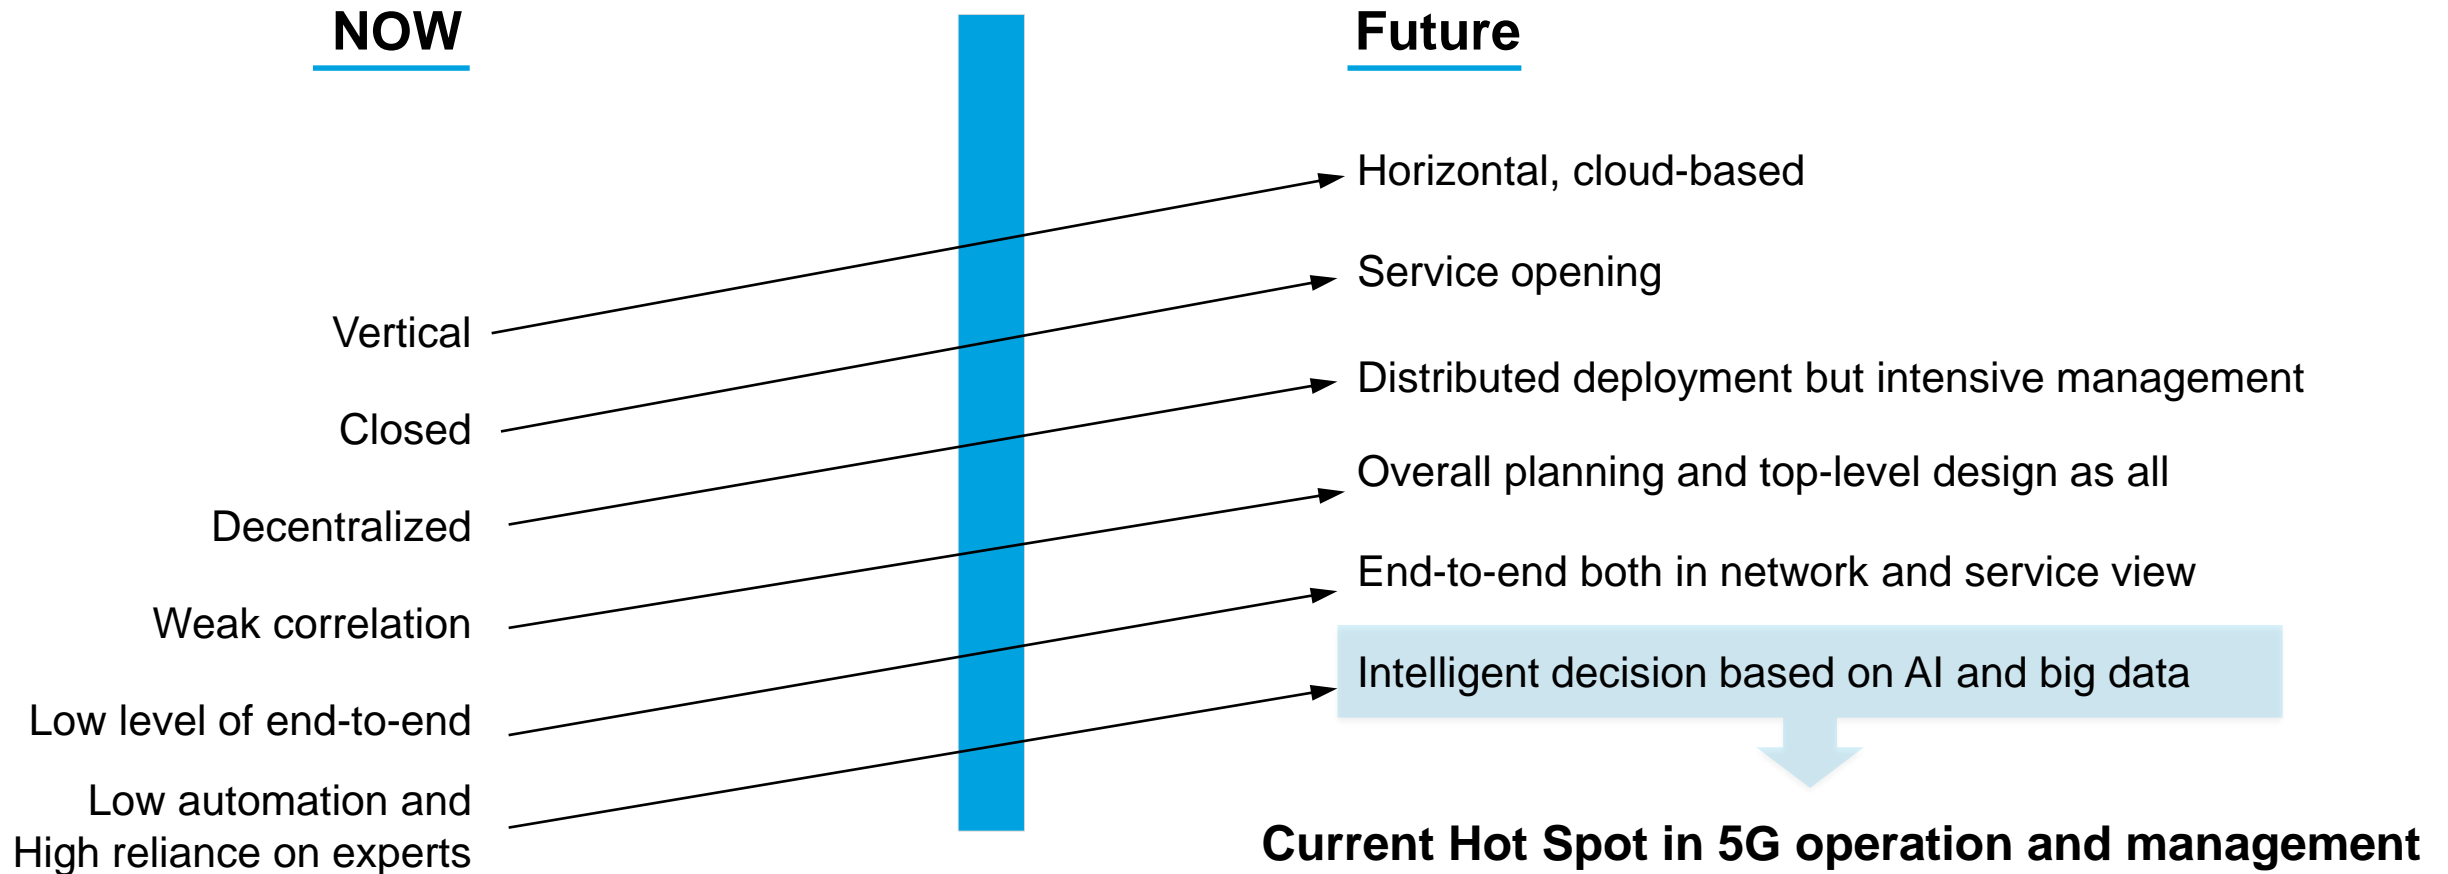 NOW
Vertical
Closed
Decentralized
Weak correlation
Low level of end-to-end
Low automation and
High reliance on experts
Future
Horizontal, cloud-based
Service opening
Distributed deployment but intensive management
Overall planning and top-level design as all
End-to-end both in network and service view
Intelligent decision based on AI and big data
Current Hot Spot in 5G operation and management